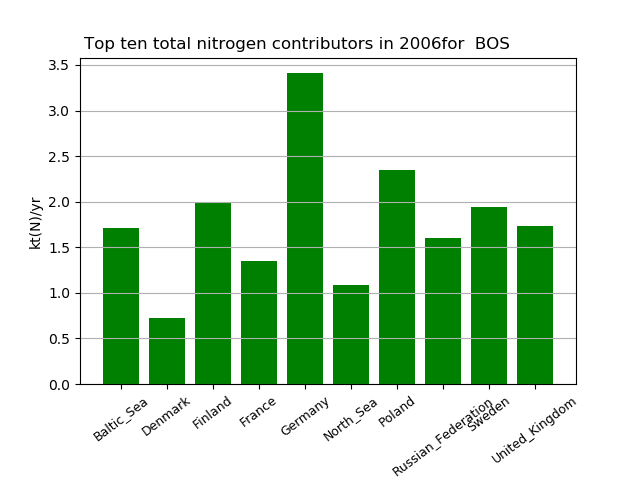 Top ten total nitrogen contributors in 2006for  BOS
kt(N)/yr
3.5
3.0
2.5
2.0
1.5
1.0
0.5
0.0
Baltic_Sea
Denmark
Finland
France
Germany
North_Sea
Poland
Russian_Federation
Sweden
United_Kingdom